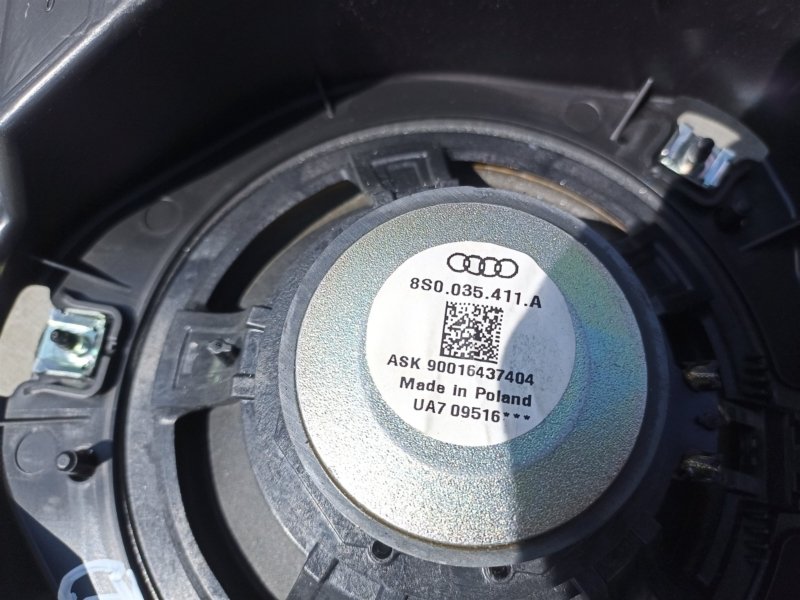 8S0.035.411.A
ASK 90016437404
Made in Poland
UA7 09516***